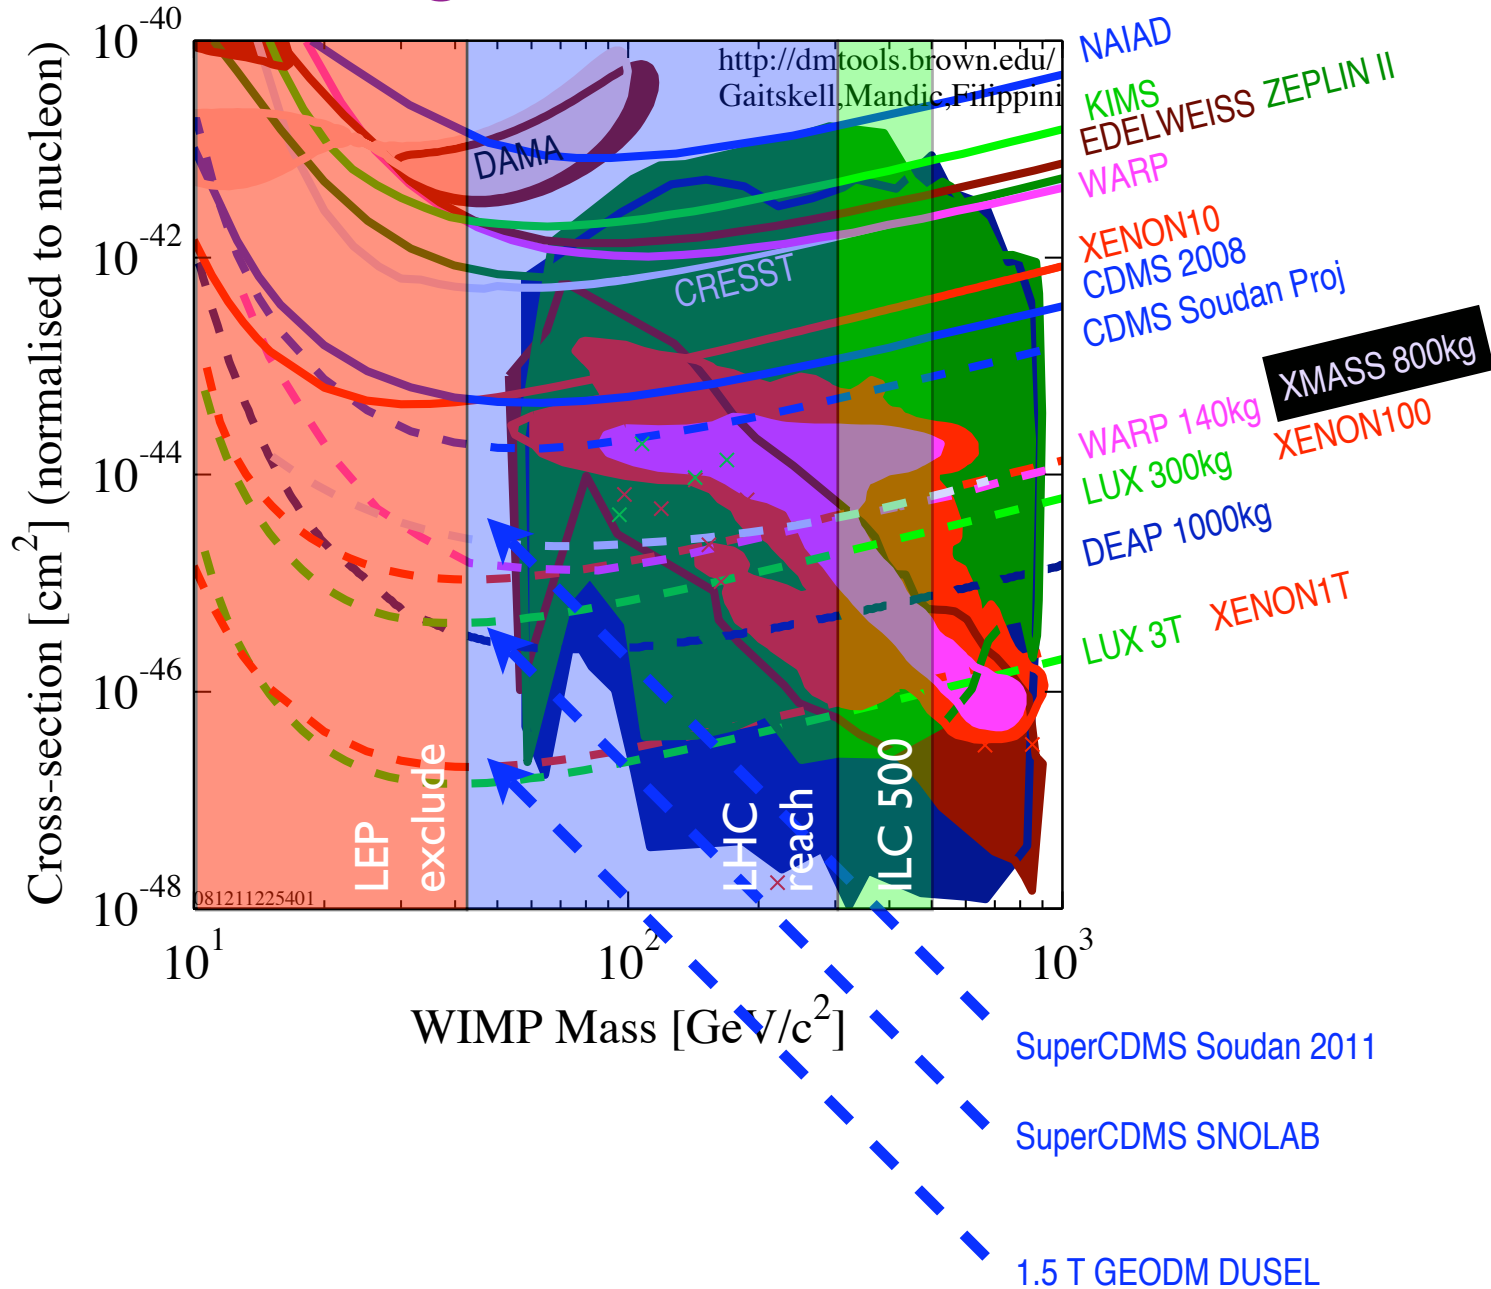 http://dmtools.brown.edu/
Gaitskell,Mandic,Filippini
Cross-section [cm^2] (normalised to nucleon)
10^-40
10^-42
10^-44
10^-46
10^-48
DAMA
CRESST
LEP
exclude
LHC
reach
ILC 500
081211225401
10^1
10^2
10^3
WIMP Mass [GeV/c^2]
NAIAD
KIMS
EDELWEISS ZEPLIN II
WARP
XENON10
CDMS 2008
CDMS Soudan Proj
XMASS 800kg
WARP 140kg
XENON100
LUX 300kg
DEAP 1000kg
XENON1T
LUX 3T
SuperCDMS Soudan 2011
SuperCDMS SNOLAB
1.5 T GEODM DUSEL